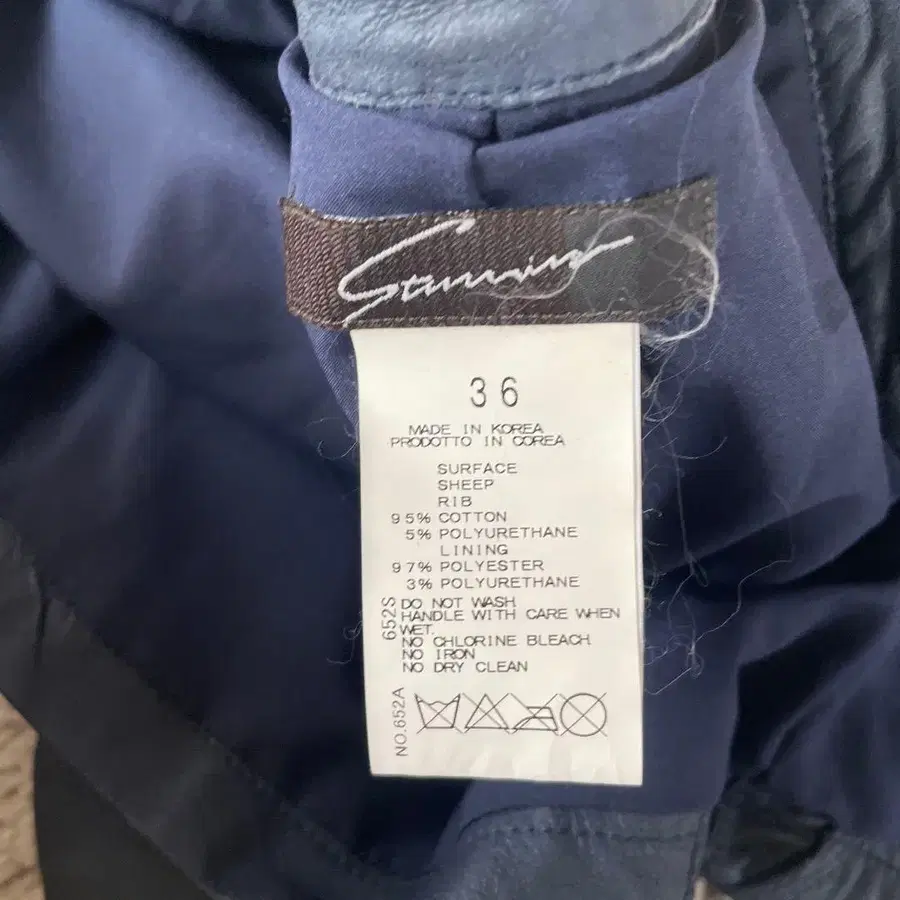 Stunning
36
MADE IN KOREA
PRODOTTO IN COREA
SURFACE
SHEEP
RIB
95% COTTON
5% POLYURETHANE
LINING
97% POLYESTER
3% POLYURETHANE
DO NOT WASH
HANDLE WITH CARE WHEN
WET.
NO CHLORINE BLEACH
NO IRON
NO DRY CLEAN
652S
NO.652A